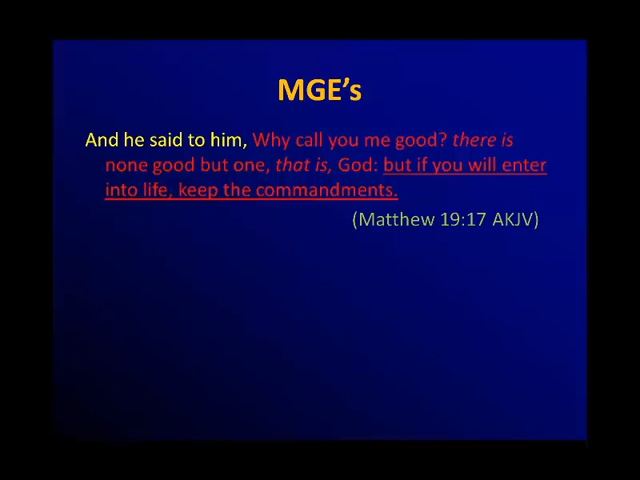 MGE’s
And he said to him, Why call you me good? there is
none good but one, that is, God: but if you will enter
into life, keep the commandments.
(Matthew 19:17 AKJV)